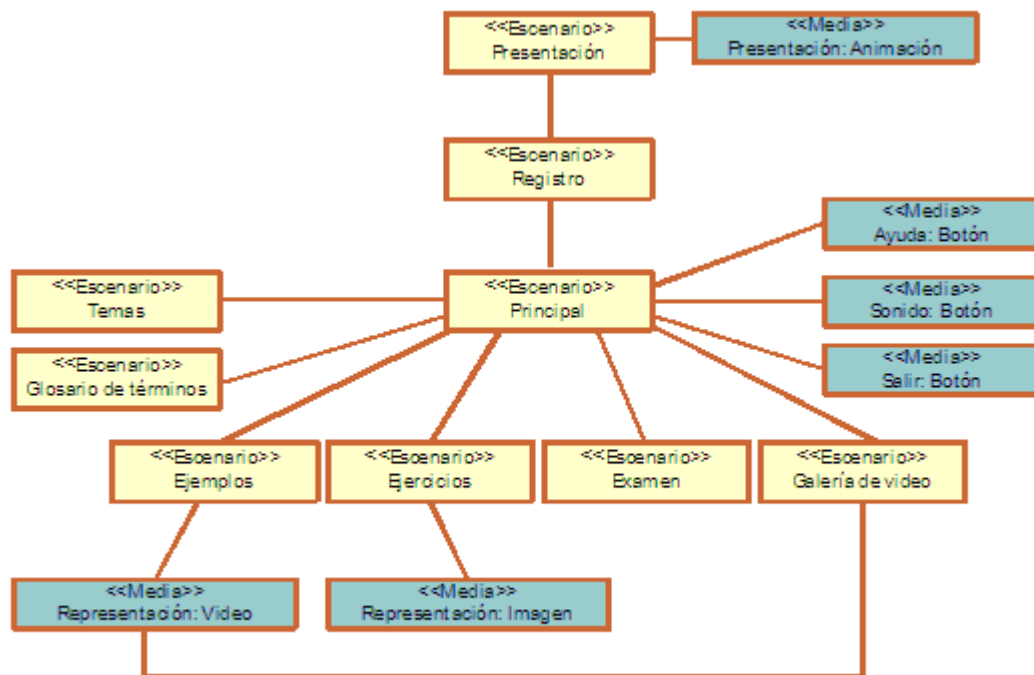 <<Escenario>>
Presentación
<<Media>>
Presentación: Animación
<<Escenario>>
Registro
<<Media>>
Ayuda: Botón
<<Escenario>>
Temas
<<Escenario>>
Principal
<<Media>>
Sonido: Botón
<<Escenario>>
Glosario de términos
<<Media>>
Salir: Botón
<<Escenario>>
Ejemplos
<<Escenario>>
Ejercicios
<<Escenario>>
Examen
<<Escenario>>
Galería de video
<<Media>>
Representación: Video
<<Media>>
Representación: Imagen